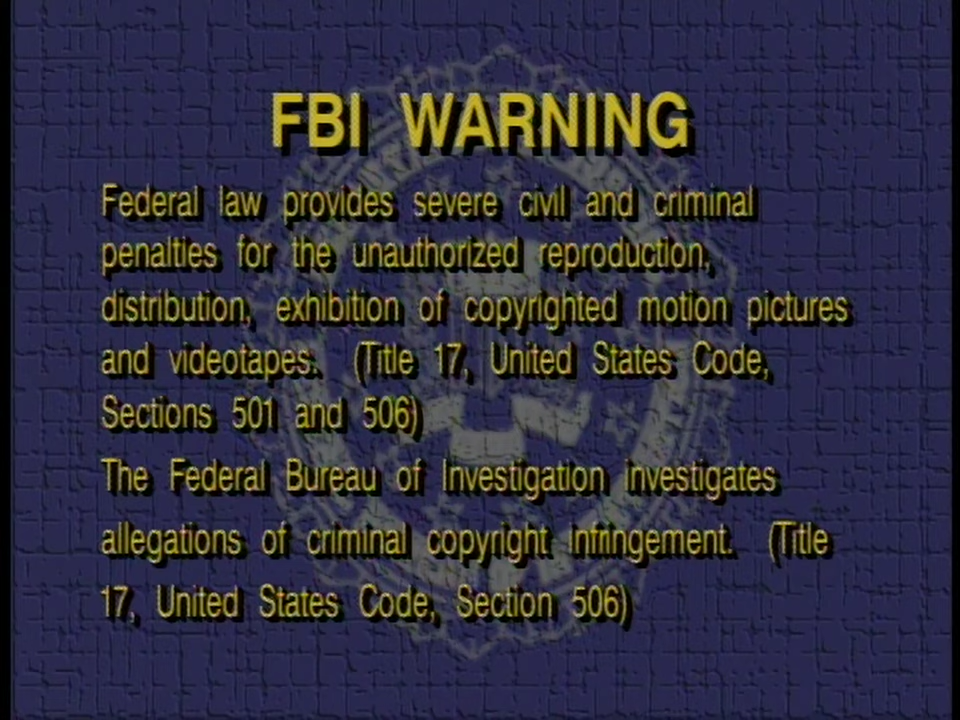 FBI WARNING
Federal law provides severe civil and criminal
penalties for the unauthorized reproduction,
distribution, exhibition of copyrighted motion pictures
and videotapes. (Title 17, United States Code,
Sections 501 and 506)
The Federal Bureau of Investigation investigates
allegations of criminal copyright infringement. (Title
17, United States Code, Section 506)